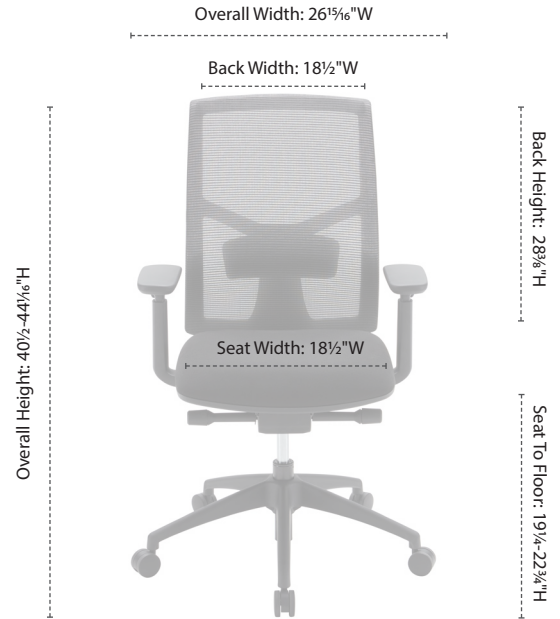 Overall Width: 26¹⁵⁄₁₆"W
Back Width: 18½"W
Back Height: 28⅜"H
Overall Height: 40½-44¹⁄₁₆"H
Seat Width: 18½"W
Seat To Floor: 19¼-22¾"H